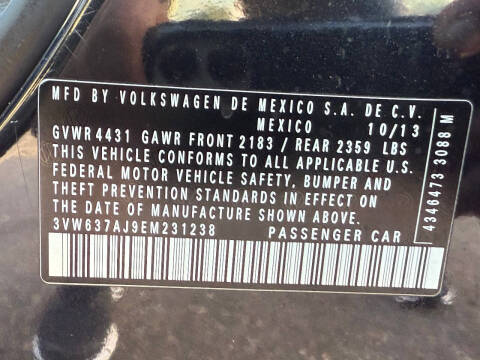 MFD BY VOLKSWAGEN DE MEXICO S.A. DE C.V.
MEXICO 10/13
GVWR 4431 GAWR FRONT 2183 / REAR 2359 LBS
THIS VEHICLE CONFORMS TO ALL APPLICABLE U.S.
FEDERAL MOTOR VEHICLE SAFETY, BUMPER AND
THEFT PREVENTION STANDARDS IN EFFECT ON
THE DATE OF MANUFACTURE SHOWN ABOVE.
3VW637AJ9EM231238 PASSENGER CAR
4346473 3088 M